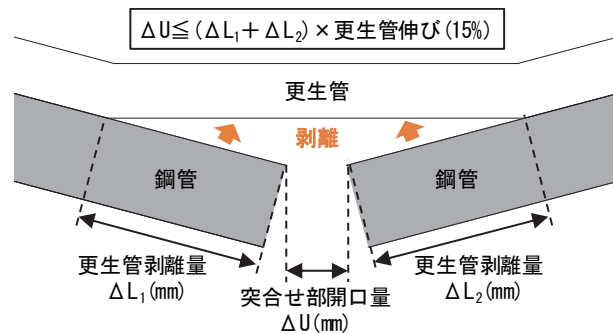 ΔU≦(ΔL₁+ΔL₂)×更生管伸び(15%)
更生管
剥離
鋼管
鋼管
更生管剥離量
ΔL₁(mm)
突合せ部開口量
ΔU(mm)
更生管剥離量
ΔL₂(mm)